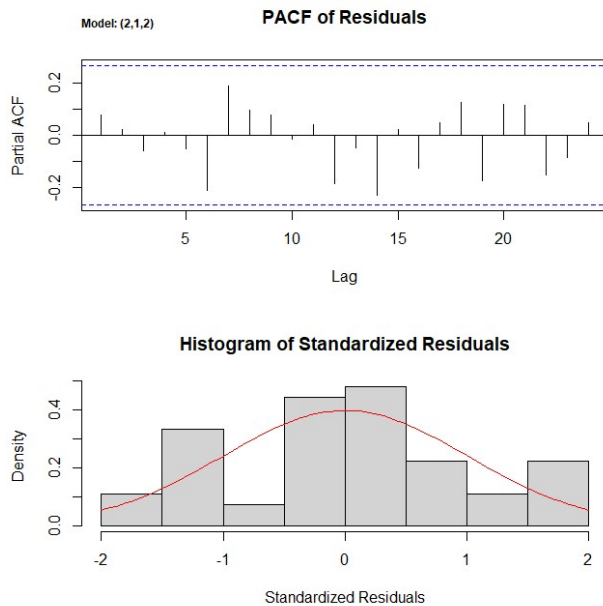 Model: (2,1,2)
PACF of Residuals
Partial ACF
0.2
0.0
-0.2
5
10
15
20
Lag
Histogram of Standardized Residuals
Density
0.4
0.2
0.0
-2
-1
0
1
2
Standardized Residuals